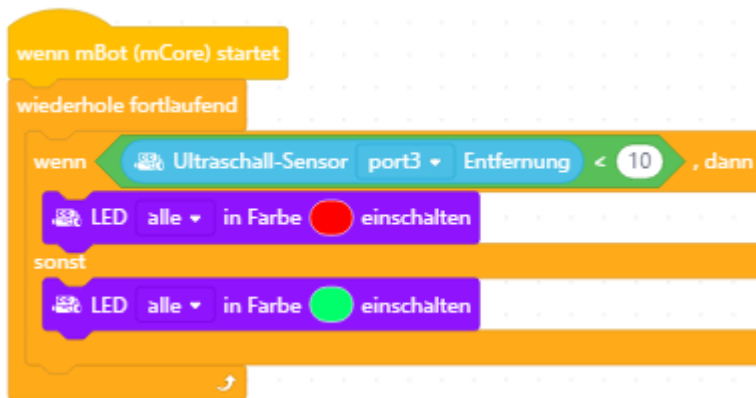 wenn mBot (mCore) startet
wiederhole fortlaufend
wenn Ultraschall-Sensor port3 Entfernung < 10 , dann
LED alle in Farbe einschalten
sonst
LED alle in Farbe einschalten